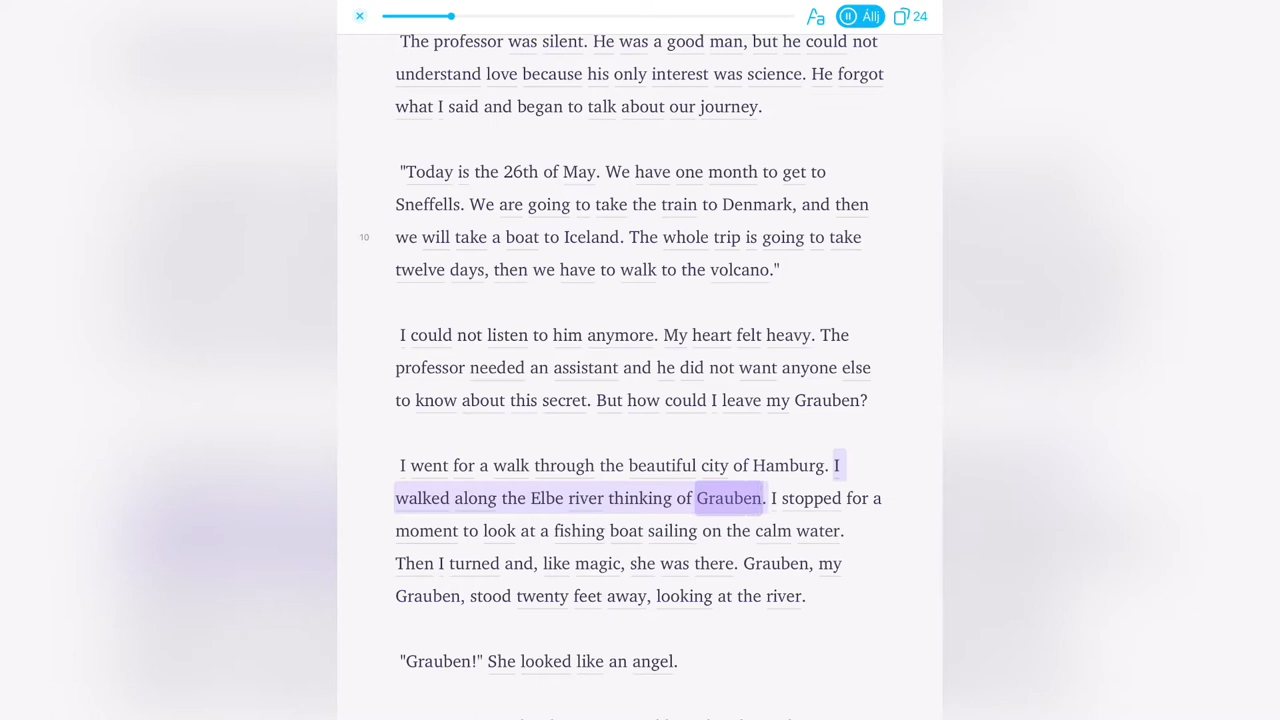 Állj 24
The professor was silent. He was a good man, but he could not
understand love because his only interest was science. He forgot
what I said and began to talk about our journey.
"Today is the 26th of May. We have one month to get to
Sneffells. We are going to take the train to Denmark, and then
10 we will take a boat to Iceland. The whole trip is going to take
twelve days, then we have to walk to the volcano."
I could not listen to him anymore. My heart felt heavy. The
professor needed an assistant and he did not want anyone else
to know about this secret. But how could I leave my Grauben?
I went for a walk through the beautiful city of Hamburg. I
walked along the Elbe river thinking of Grauben. I stopped for a
moment to look at a fishing boat sailing on the calm water.
Then I turned and, like magic, she was there. Grauben, my
Grauben, stood twenty feet away, looking at the river.
"Grauben!" She looked like an angel.